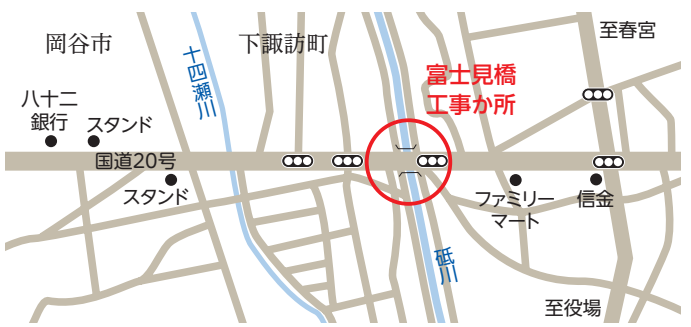 岡谷市
下諏訪町
至春宮
十四瀬川
富士見橋
工事か所
八十二
銀行
スタンド
国道20号
スタンド
ファミリー
マート
信金
砥川
至役場